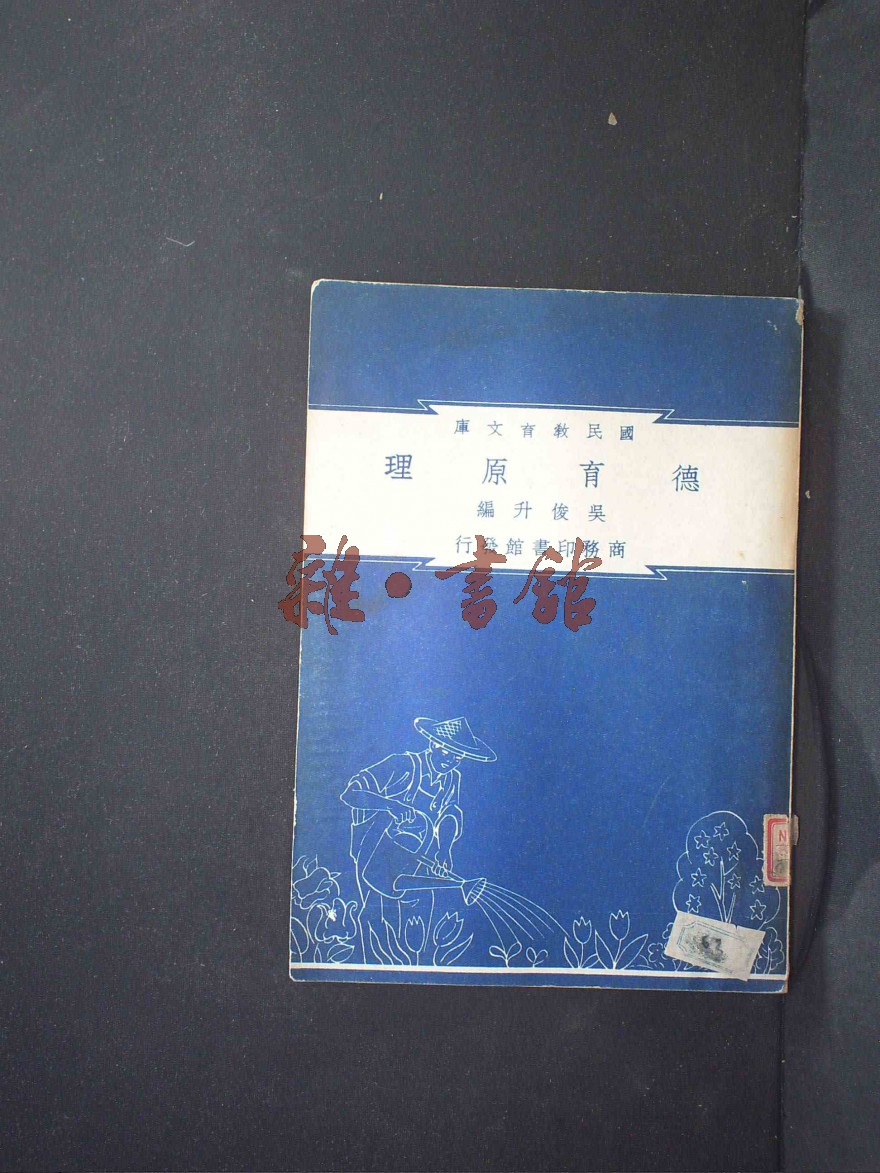 國民教育文庫
德育原理
吳俊升編
商務印書館發行
雜·書館
N